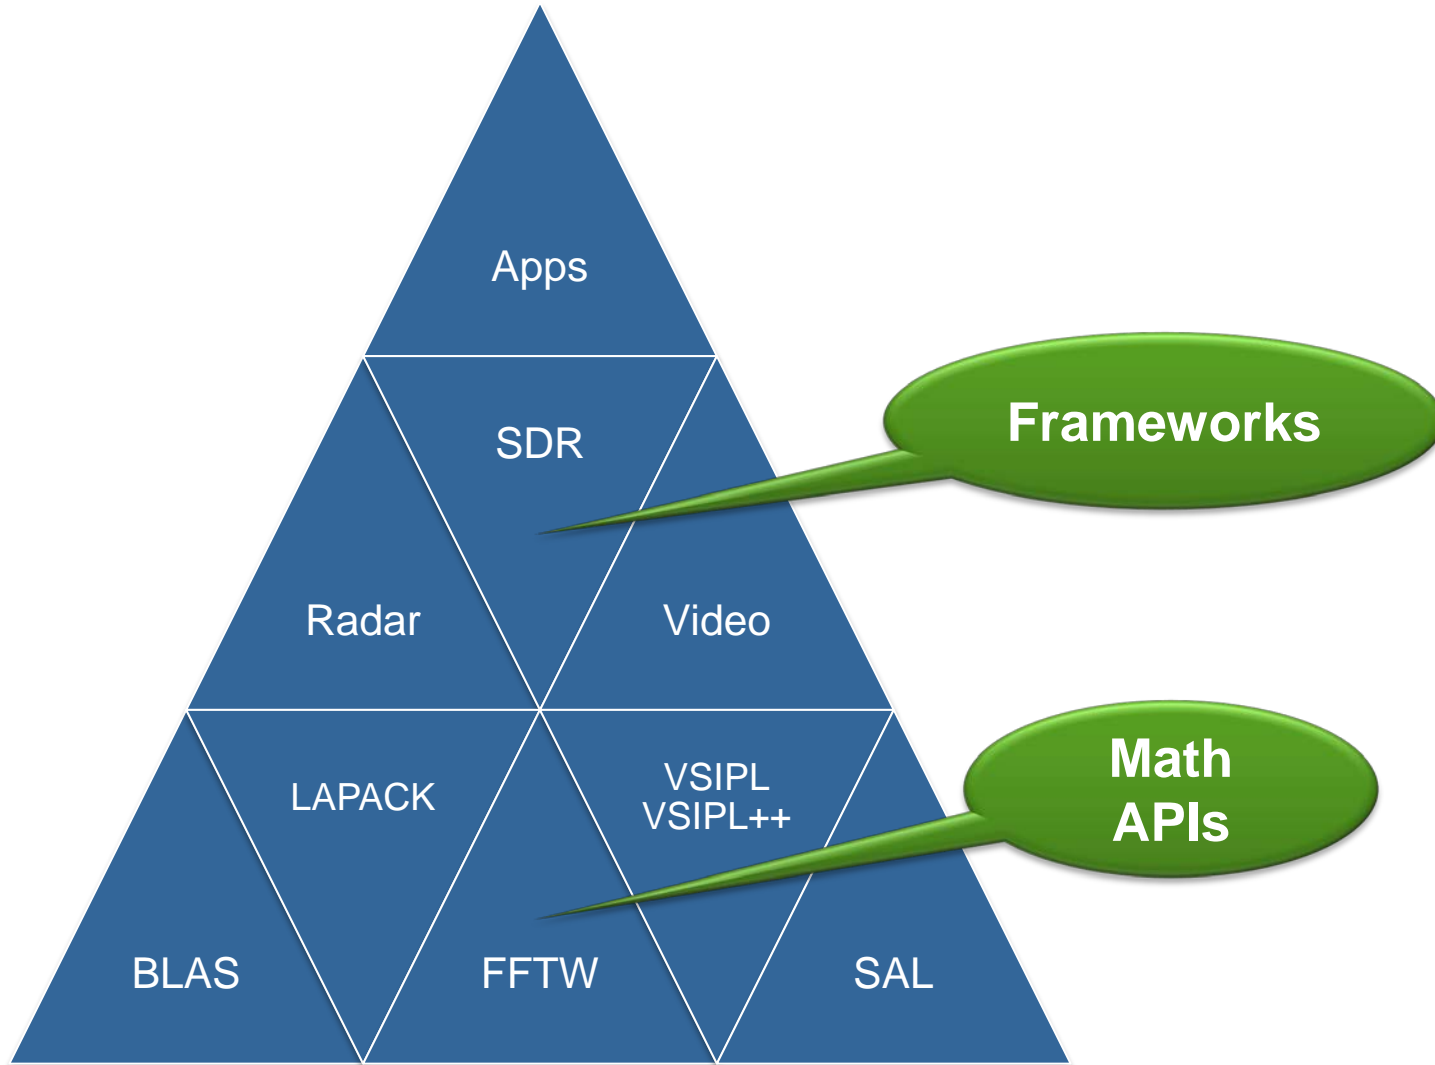 Apps
SDR
Frameworks
Radar
Video
LAPACK
VSIPL
VSIPL++
Math
APIs
BLAS
FFTW
SAL